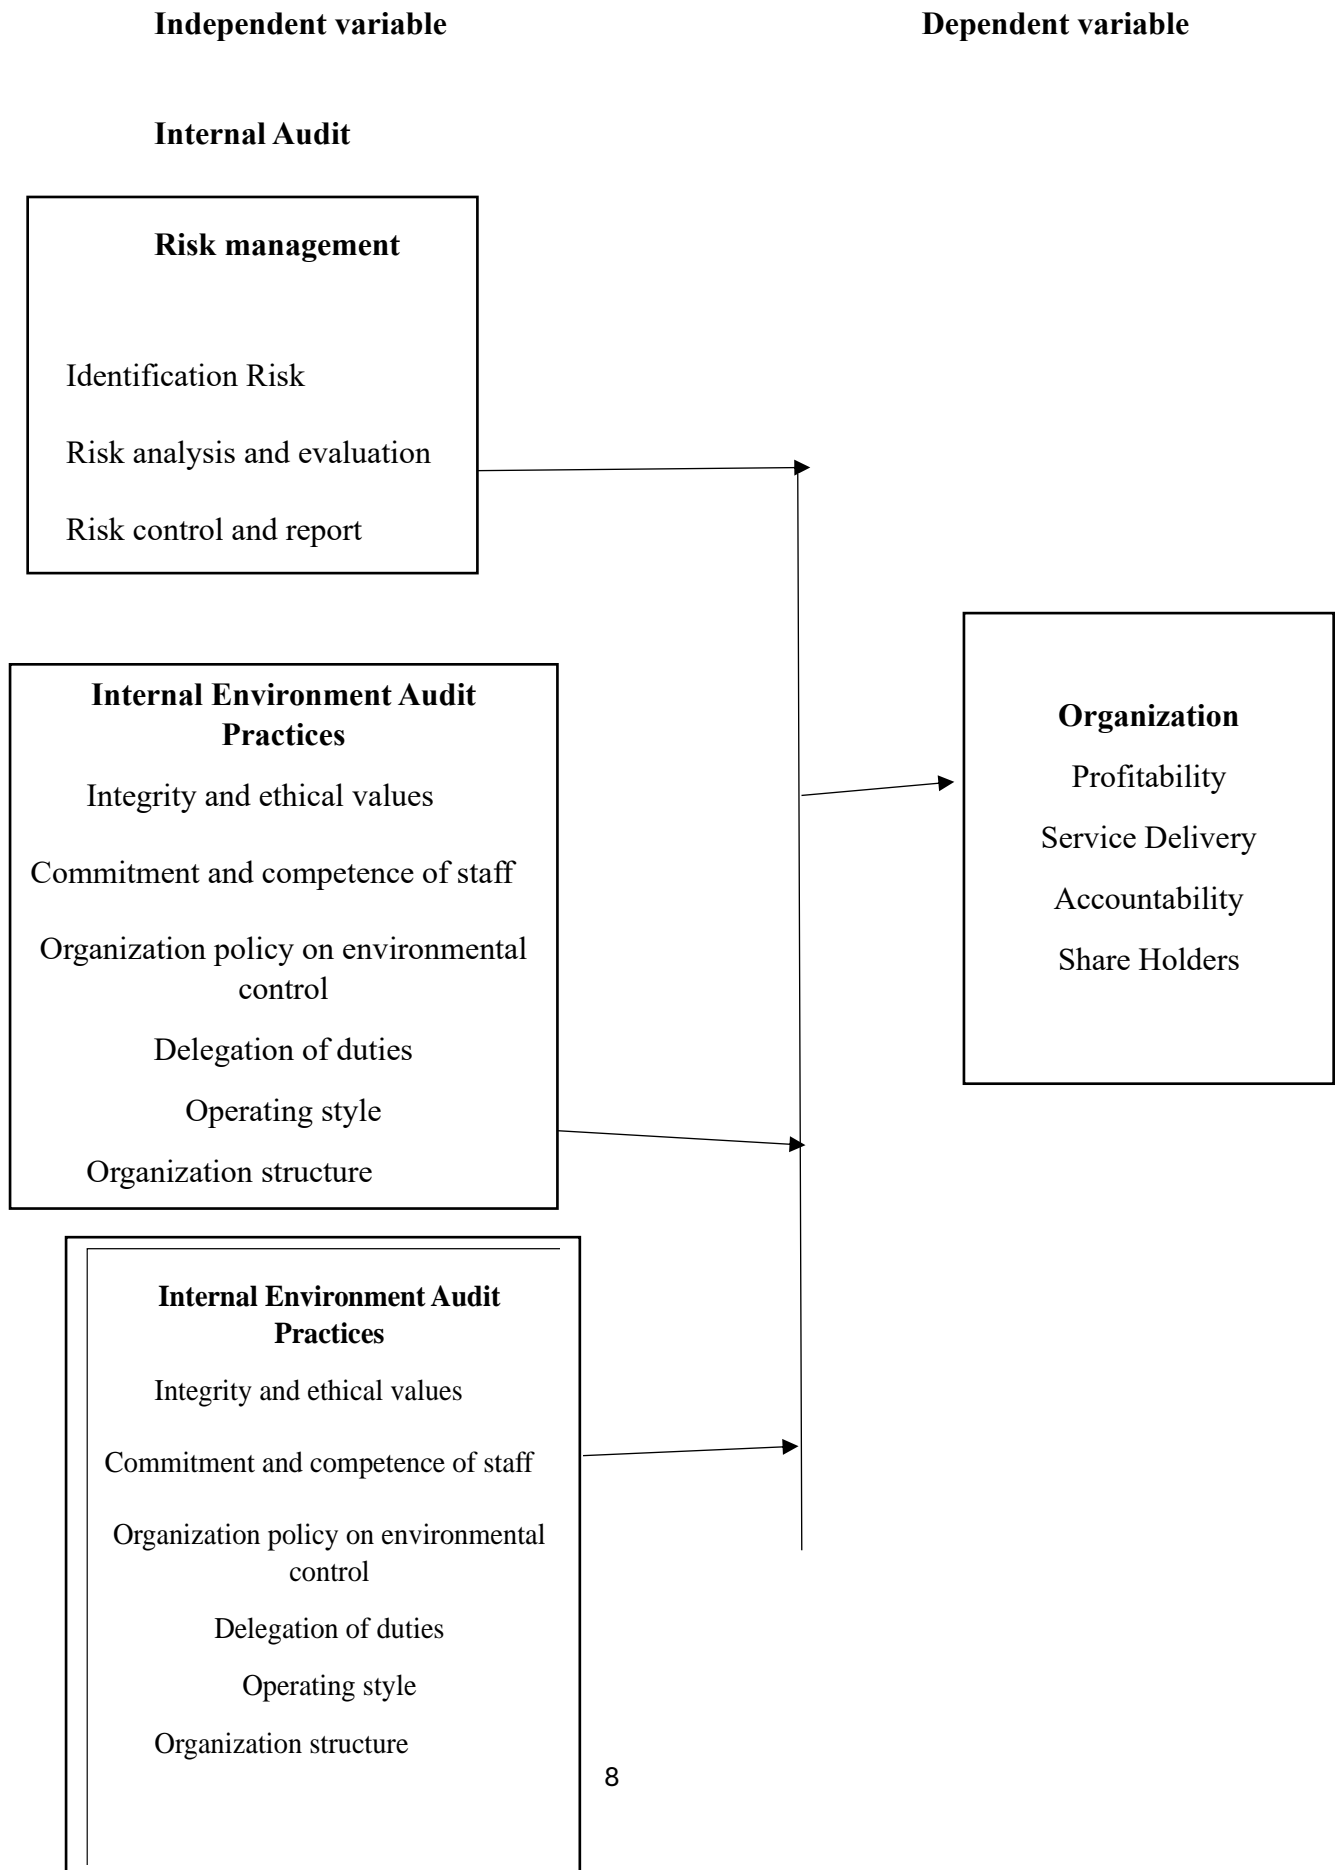 Independent variable
Dependent variable
Internal Audit
Risk management
Identification Risk
Risk analysis and evaluation
Risk control and report
Internal Environment Audit
Practices
Integrity and ethical values
Commitment and competence of staff
Organization policy on environmental
control
Delegation of duties
Operating style
Organization structure
Organization
Profitability
Service Delivery
Accountability
Share Holders
Internal Environment Audit
Practices
Integrity and ethical values
Commitment and competence of staff
Organization policy on environmental
control
Delegation of duties
Operating style
Organization structure
8